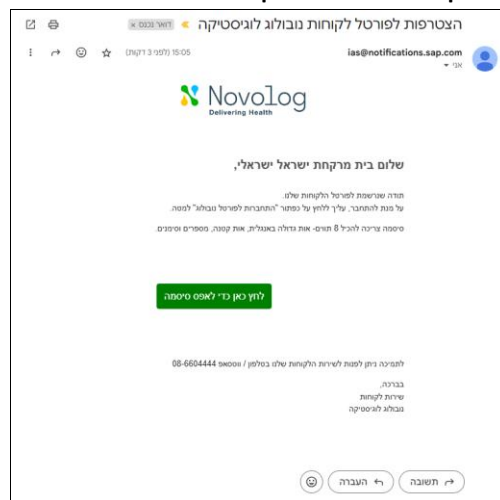 הצטרפות לפורטל לקוחות נובולוג לוגיסטיקה
דואר נכנס x
ias@notifications.sap.com
15:05 (לפני 3 דקות)
אני
Novolog
Delivering Health
שלום בית מרקחת ישראל ישראלי,
תודה שנרשמת לפורטל הלקוחות שלנו.
על מנת להתחבר, עליך ללחוץ על כפתור "התחברות לפורטל נובולוג" למטה.
סיסמה צריכה להכיל 8 תווים- אות גדולה באנגלית, אות קטנה, מספרים וסימנים.
לחץ כאן כדי לאפס סיסמה
לתמיכה ניתן לפנות לשירות הלקוחות שלנו בטלפון / ווטסאפ 08-6604444
בברכה,
שירות לקוחות
נובולוג לוגיסטיקה
תשובה
העברה